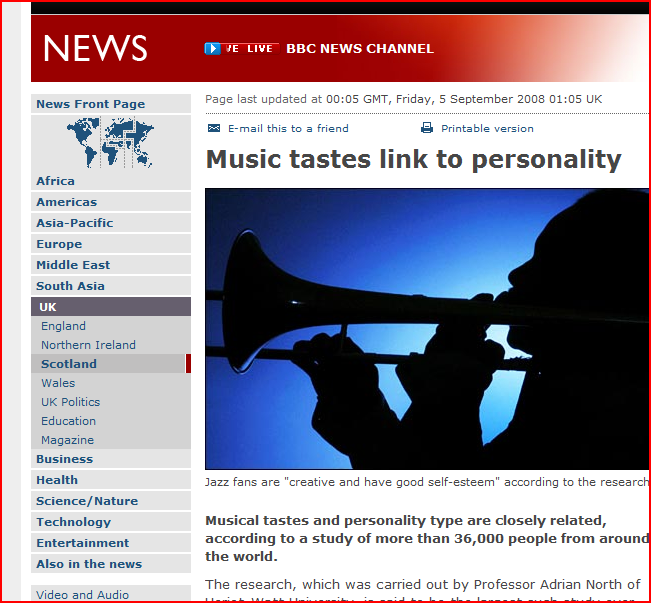 NEWS
LIVE BBC NEWS CHANNEL
News Front Page
Africa
Americas
Asia-Pacific
Europe
Middle East
South Asia
UK
England
Northern Ireland
Scotland
Wales
UK Politics
Education
Magazine
Business
Health
Science/Nature
Technology
Entertainment
Also in the news
Video and Audio
Page last updated at 00:05 GMT, Friday, 5 September 2008 01:05 UK
E-mail this to a friend Printable version
Music tastes link to personality
Jazz fans are "creative and have good self-esteem" according to the research
Musical tastes and personality type are closely related,
according to a study of more than 36,000 people from around
the world.
The research, which was carried out by Professor Adrian North of
Heriot-Watt University, is said to be the largest such study ever